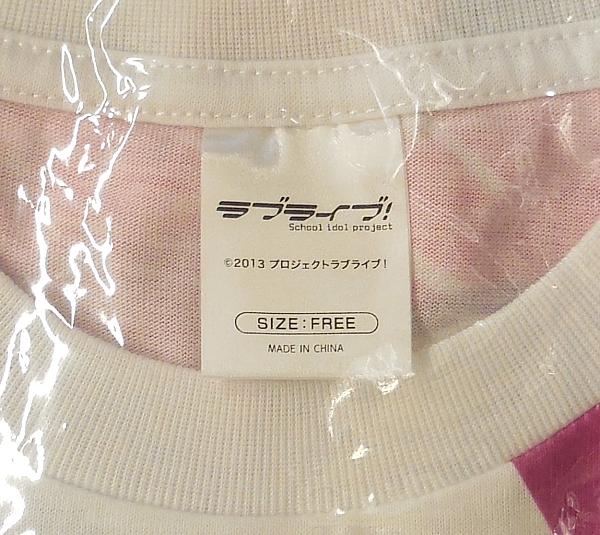 ラブライブ!
School idol project
©2013 プロジェクトラブライブ!
SIZE:FREE
MADE IN CHINA